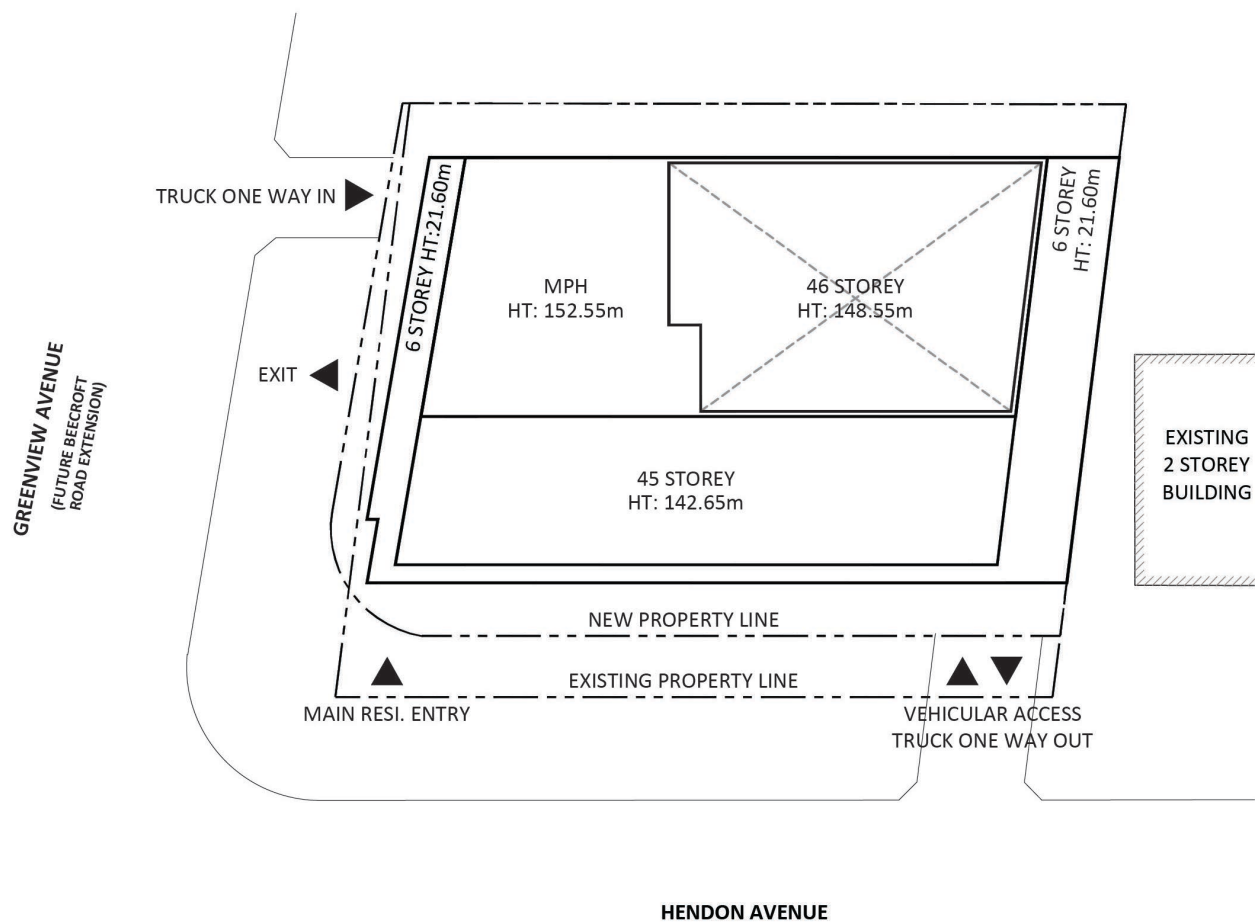 TRUCK ONE WAY IN
6 STOREY HT:21.60m
6 STOREY
HT: 21.60m
MPH
HT: 152.55m
46 STOREY
HT: 148.55m
EXIT
GREENVIEW AVENUE
(FUTURE BEECROFT
ROAD EXTENSION)
EXISTING
2 STOREY
BUILDING
45 STOREY
HT: 142.65m
NEW PROPERTY LINE
EXISTING PROPERTY LINE
MAIN RESI. ENTRY
VEHICULAR ACCESS
TRUCK ONE WAY OUT
HENDON AVENUE